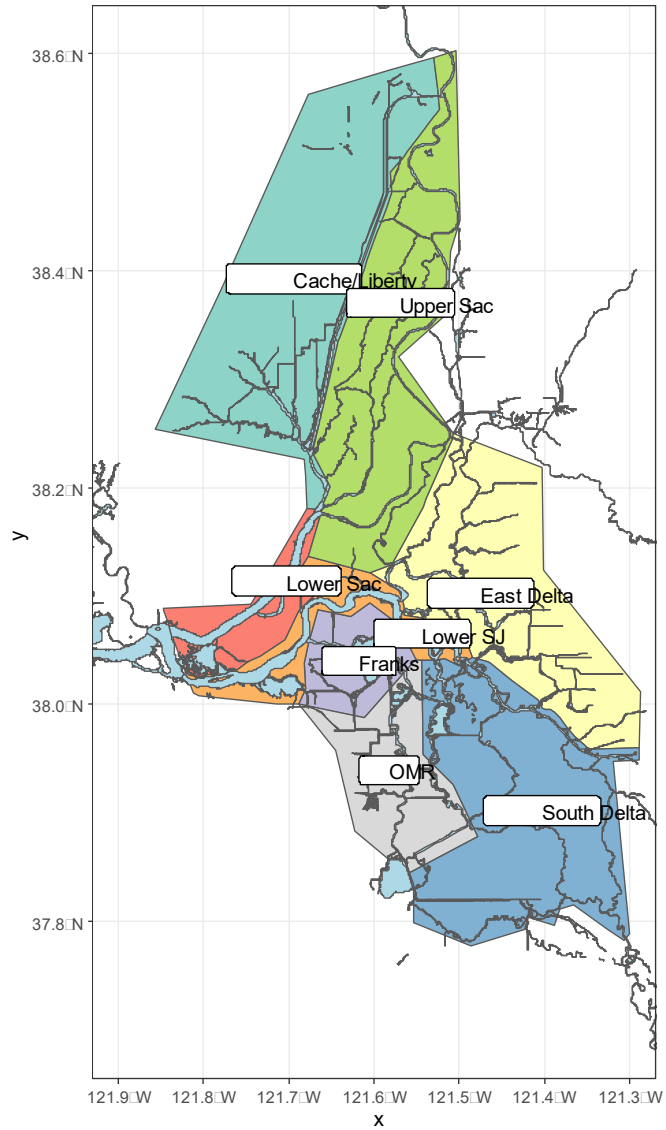 38.6□N
38.4□N
Cache/Liberty
Upper Sac
38.2□N
y
Lower Sac
East Delta
Lower SJ
Franks
38.0□N
OMR
South Delta
37.8□N
121.9□W 121.8□W 121.7□W 121.6□W 121.5□W 121.4□W 121.3□W
x